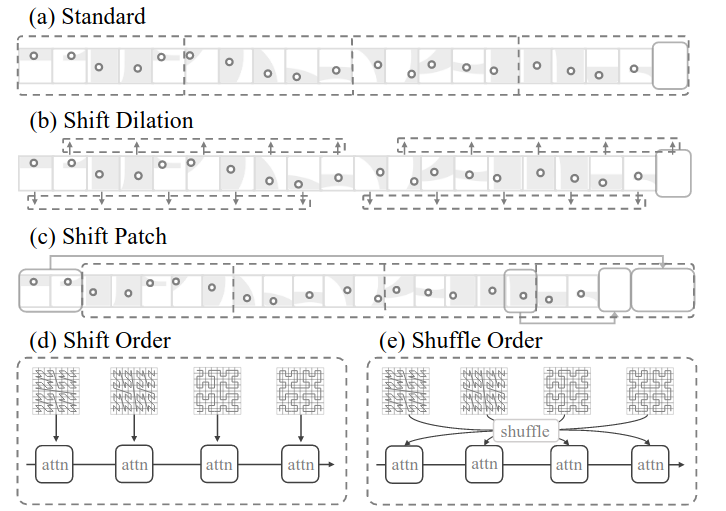 (a) Standard
(b) Shift Dilation
(c) Shift Patch
(d) Shift Order
(e) Shuffle Order
shuffle
attn attn attn attn
attn attn attn attn